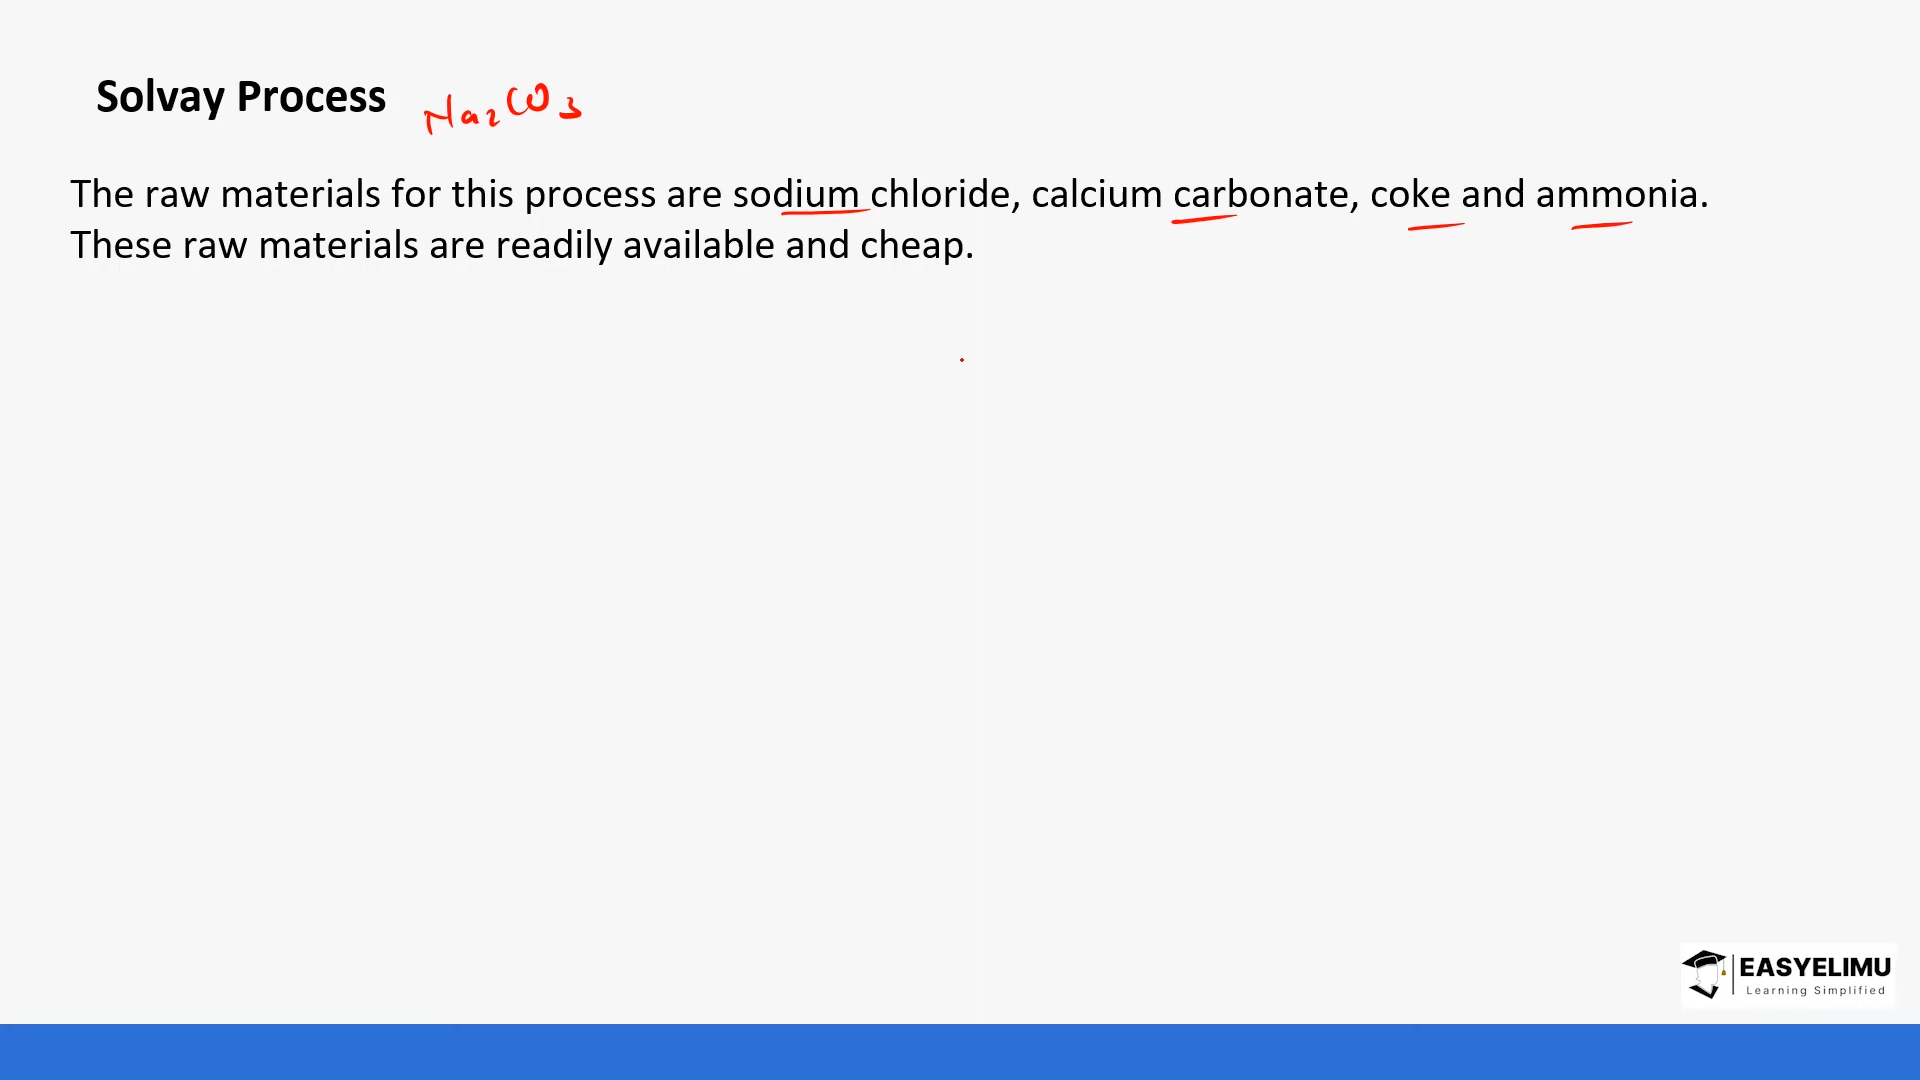 Solvay Process Na₂CO₃
The raw materials for this process are sodium chloride, calcium carbonate, coke and ammonia.
These raw materials are readily available and cheap.
EASYELIMU
Learning Simplified